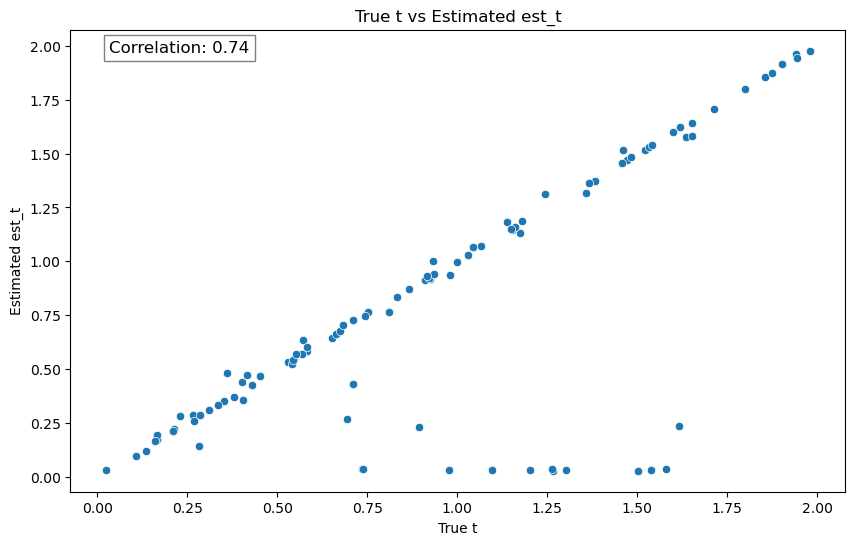 True t vs Estimated est_t
Correlation: 0.74
Estimated est_t
2.00
1.75
1.50
1.25
1.00
0.75
0.50
0.25
0.00
0.00 0.25 0.50 0.75 1.00 1.25 1.50 1.75 2.00
True t